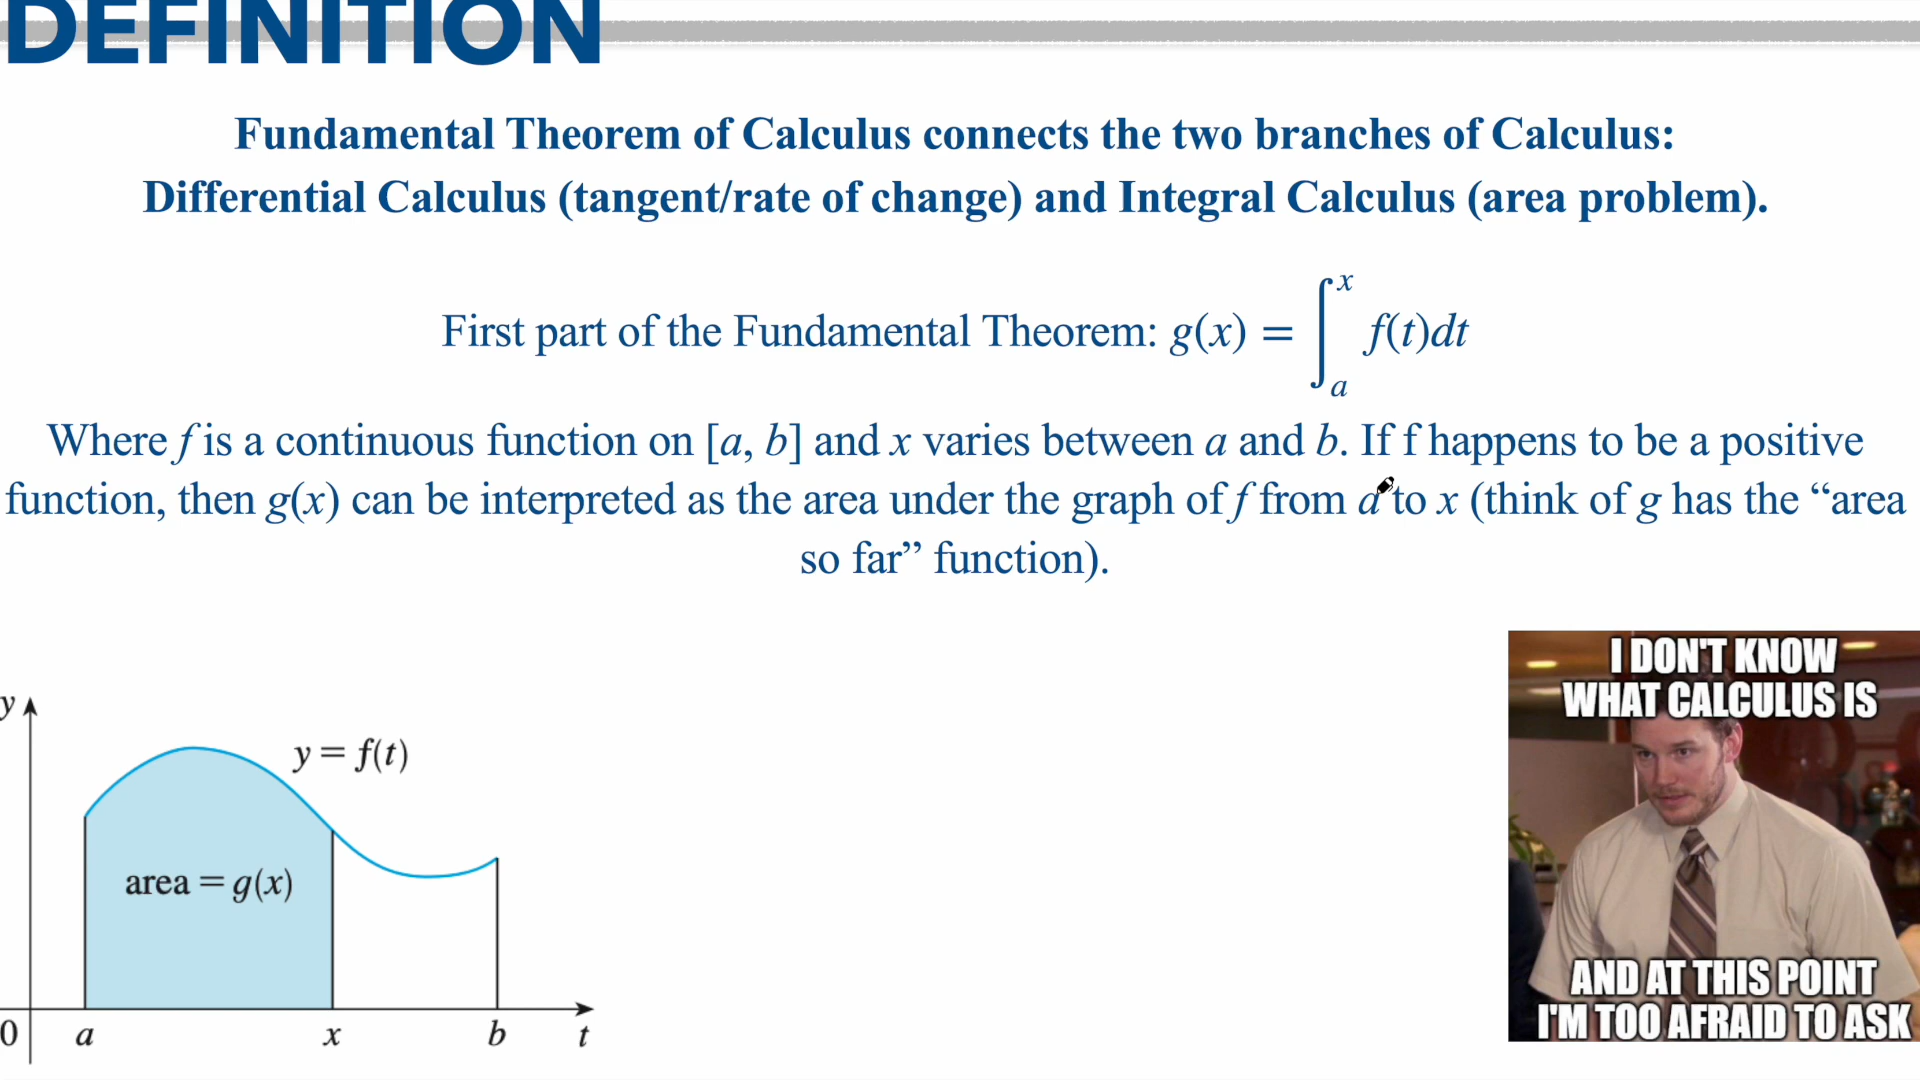 DEFINITION
Fundamental Theorem of Calculus connects the two branches of Calculus:
Differential Calculus (tangent/rate of change) and Integral Calculus (area problem).
First part of the Fundamental Theorem: g(x) = ∫_a^x f(t)dt
Where f is a continuous function on [a, b] and x varies between a and b. If f happens to be a positive
function, then g(x) can be interpreted as the area under the graph of f from a to x (think of g has the “area
so far” function).
y
y = f(t)
area = g(x)
0 a x b t
I DON'T KNOW
WHAT CALCULUS IS
AND AT THIS POINT
I'M TOO AFRAID TO ASK